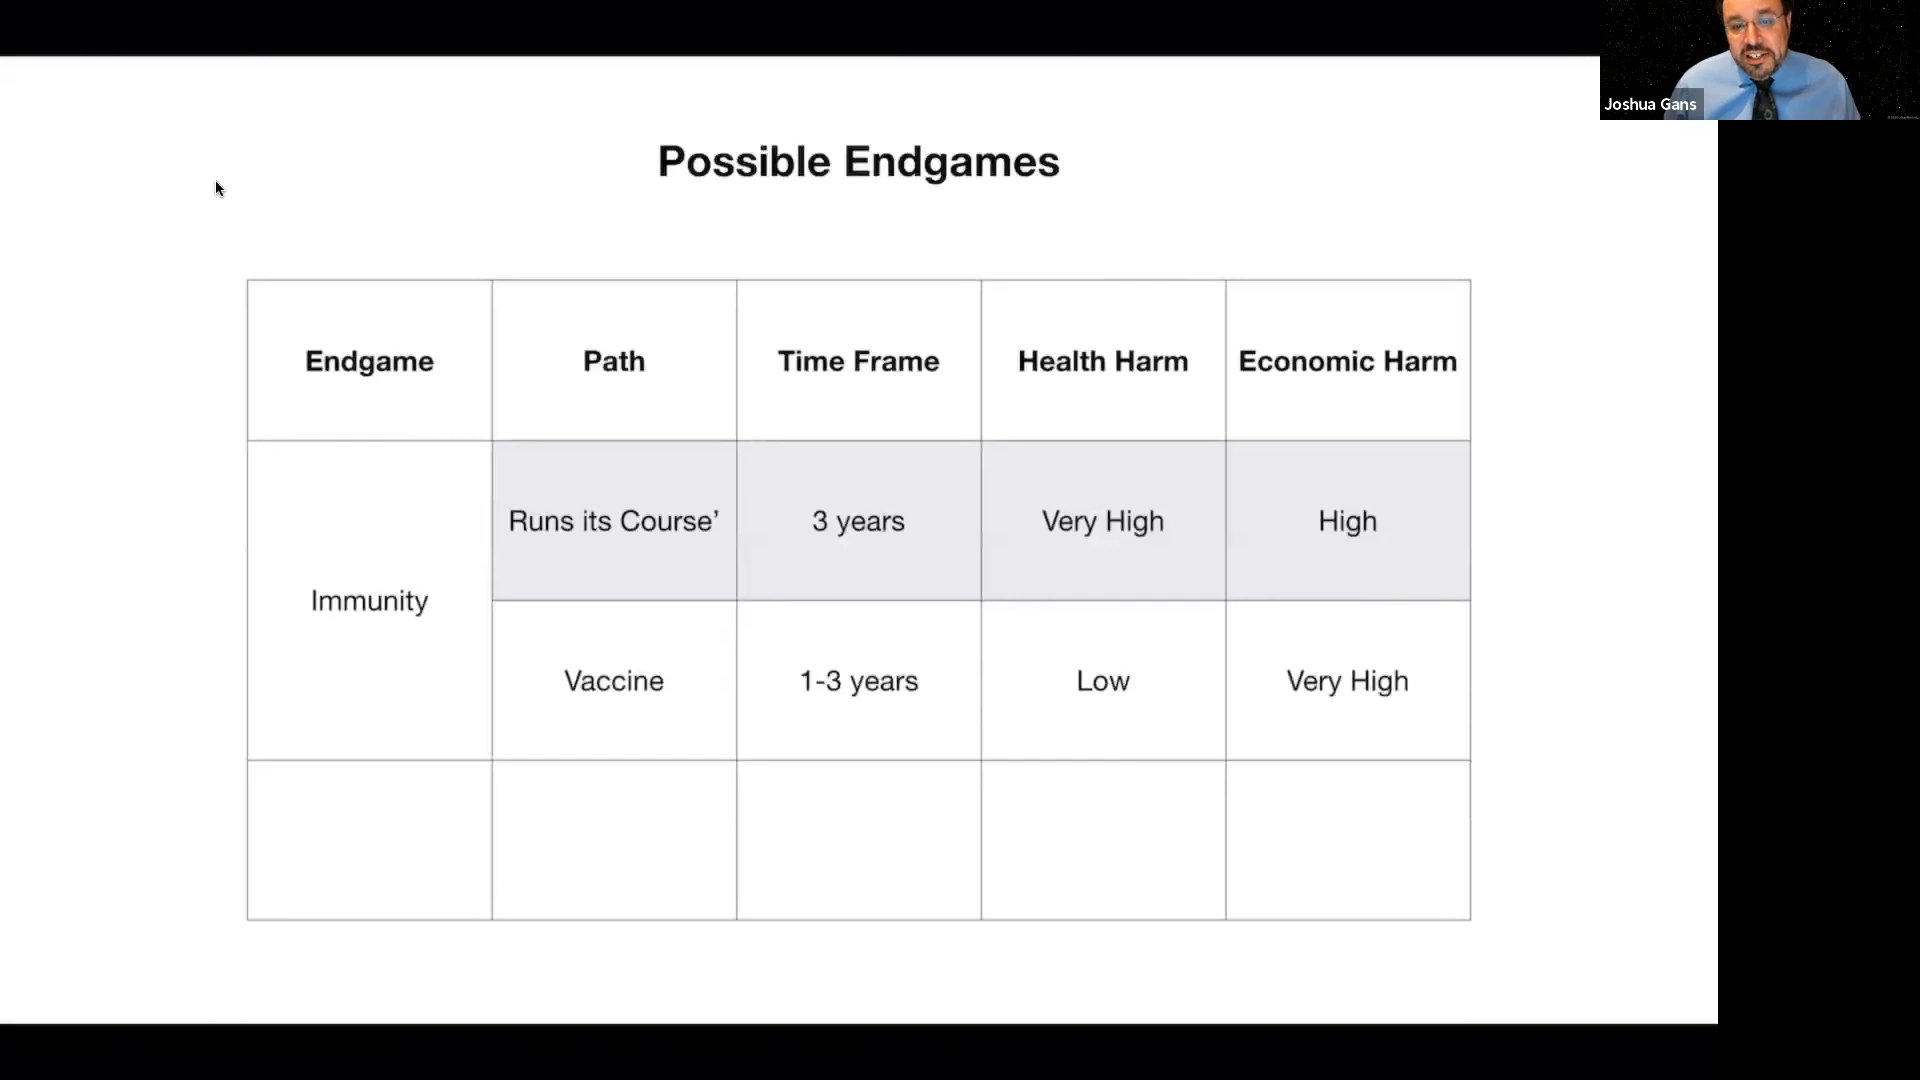 Joshua Gans
Possible Endgames
Endgame
Path
Time Frame
Health Harm
Economic Harm
Immunity
Runs its Course’
3 years
Very High
High
Vaccine
1-3 years
Low
Very High